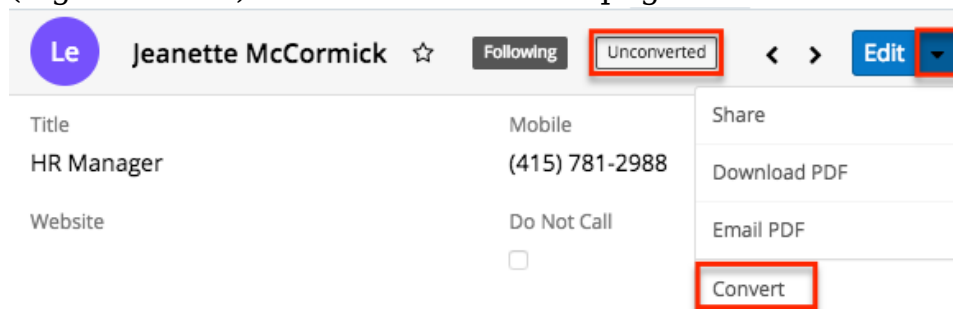 Le Jeanette McCormick ☆ Following Unconverted < > Edit
Title Mobile Share
HR Manager (415) 781-2988 Download PDF
Website Do Not Call Email PDF
Convert